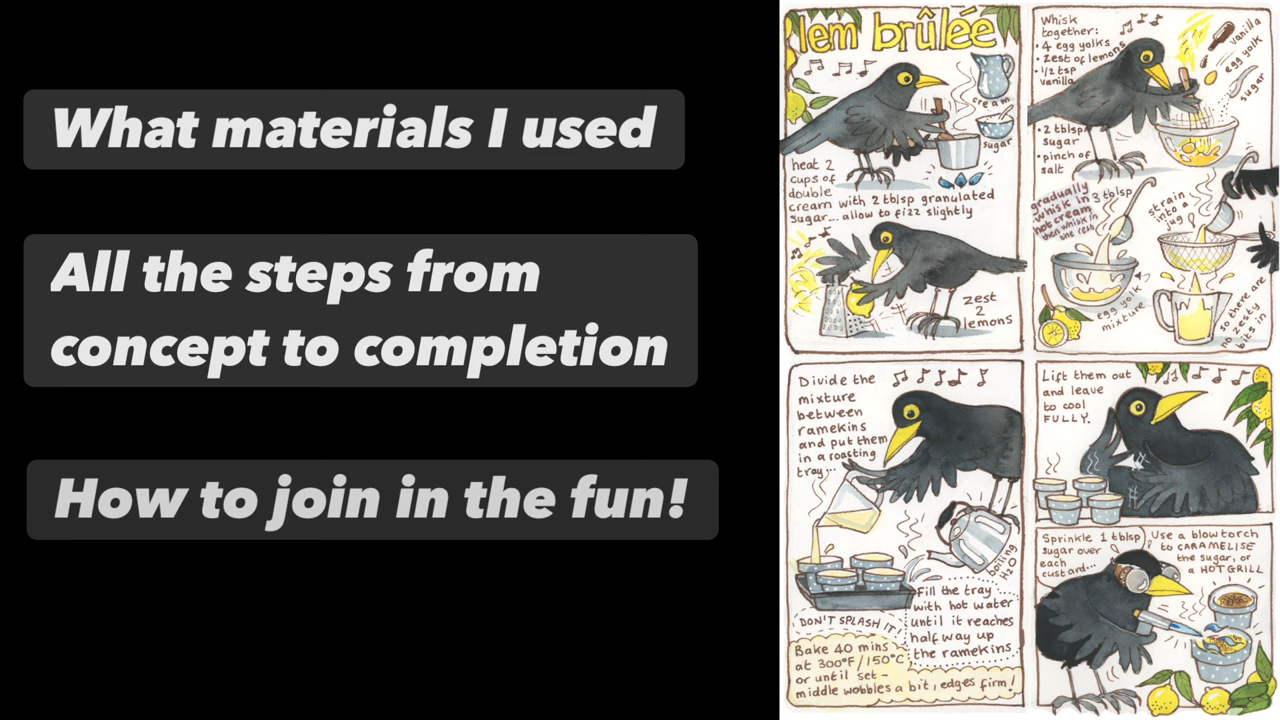 What materials I used
All the steps from
concept to completion
How to join in the fun!
lem brûlée
cream
sugar
heat 2
cups of
double
cream with 2 tblsp granulated
sugar... allow to fizz slightly
zest
2
lemons
Whisk
together:
• 4 egg yolks
• zest of lemons
• 1/2 tsp
vanilla
• 2 tblsp
sugar
• pinch of
salt
vanilla
egg yolk
sugar
gradually
whisk in
hot cream
then whisk in
the rest
3 tblsp
egg yolk
mixture
strain
into a
jug
so there are
no zesty
bits in
Divide the
mixture
between
ramekins
and put them
in a roasting
tray...
boiling
H2O
DON'T SPLASH IT!
Fill the tray
with hot water
until it reaches
half way up
the ramekins
Bake 40 mins
at 300°F/150°C
or until set -
middle wobbles a bit, edges firm!
Lift them out
and leave
to cool
FULLY.
Sprinkle 1 tblsp
sugar over
each
custard...
Use a blowtorch
to CARAMELISE
the sugar, or
a HOT GRILL